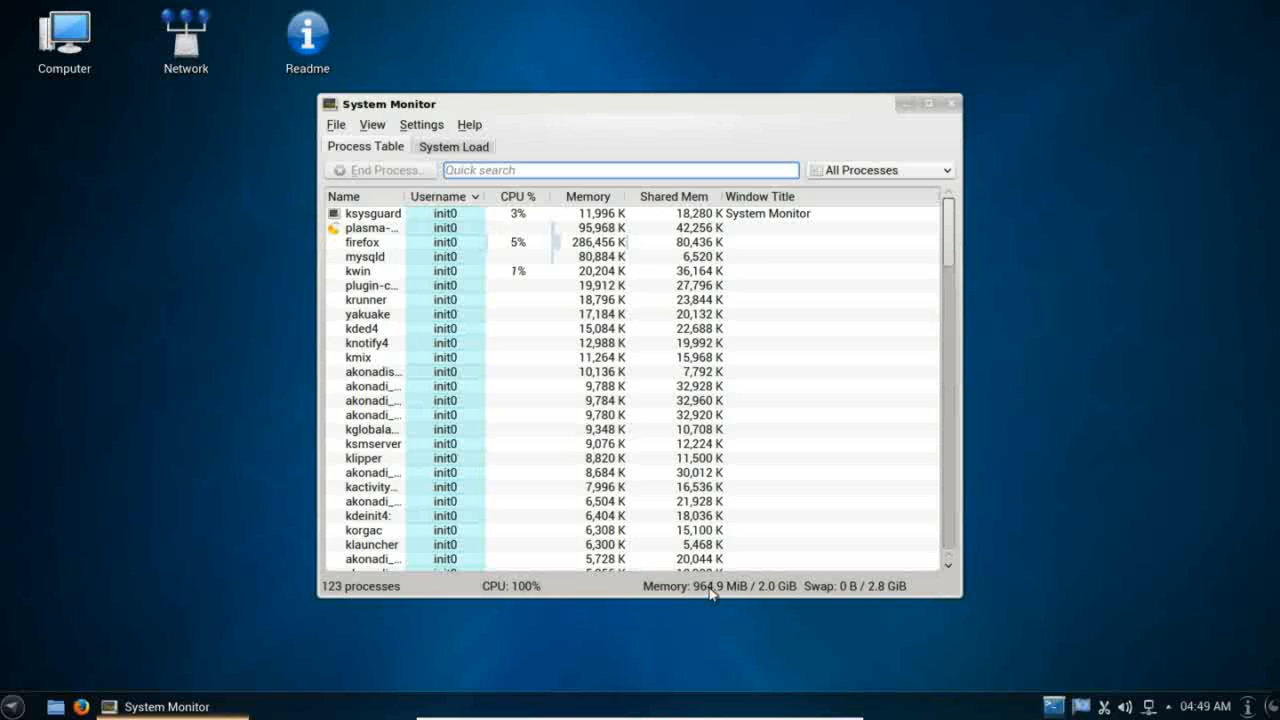 Computer
Network
Readme
System Monitor
File View Settings Help
Process Table System Load
End Process... Quick search All Processes
Name Username CPU % Memory Shared Mem Window Title
ksysguard init0 3% 11,996 K 18,280 K System Monitor
plasma-... init0 95,968 K 42,256 K
firefox init0 5% 286,456 K 80,436 K
mysqld init0 80,884 K 6,520 K
kwin init0 1% 20,204 K 36,164 K
plugin-c... init0 19,912 K 27,796 K
krunner init0 18,796 K 23,844 K
yakuake init0 17,184 K 20,132 K
kded4 init0 15,084 K 22,688 K
knotify4 init0 12,988 K 19,992 K
kmix init0 11,264 K 15,968 K
akonadis... init0 10,136 K 7,792 K
akonadi_... init0 9,788 K 32,928 K
akonadi_... init0 9,784 K 32,960 K
akonadi_... init0 9,780 K 32,920 K
kglobala... init0 9,348 K 10,708 K
ksmserver init0 9,076 K 12,224 K
klipper init0 8,820 K 11,500 K
akonadi_... init0 8,684 K 30,012 K
kactivity... init0 7,996 K 16,536 K
akonadi_... init0 6,504 K 21,928 K
kdeinit4: init0 6,404 K 18,036 K
korgac init0 6,308 K 15,100 K
klauncher init0 6,300 K 5,468 K
akonadi_... init0 5,728 K 20,044 K
123 processes CPU: 100% Memory: 964.9 MiB / 2.0 GiB Swap: 0 B / 2.8 GiB
System Monitor 04:49 AM